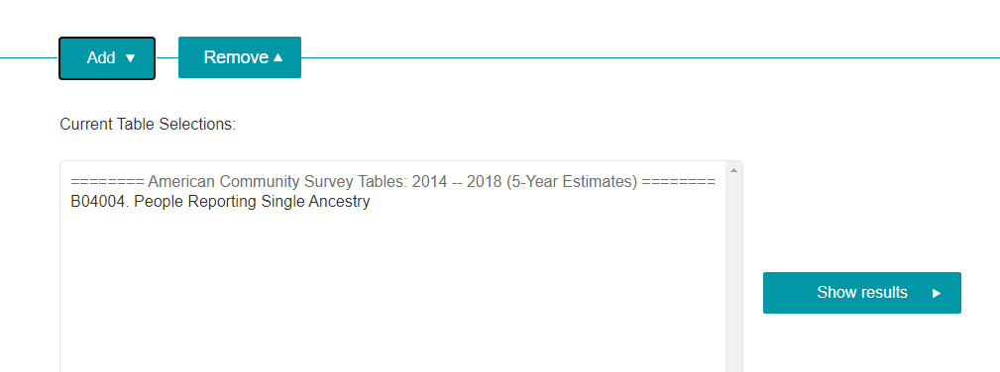 Add ▼ Remove ▲
Current Table Selections:
======== American Community Survey Tables: 2014 -- 2018 (5-Year Estimates) ========
B04004. People Reporting Single Ancestry
Show results ►